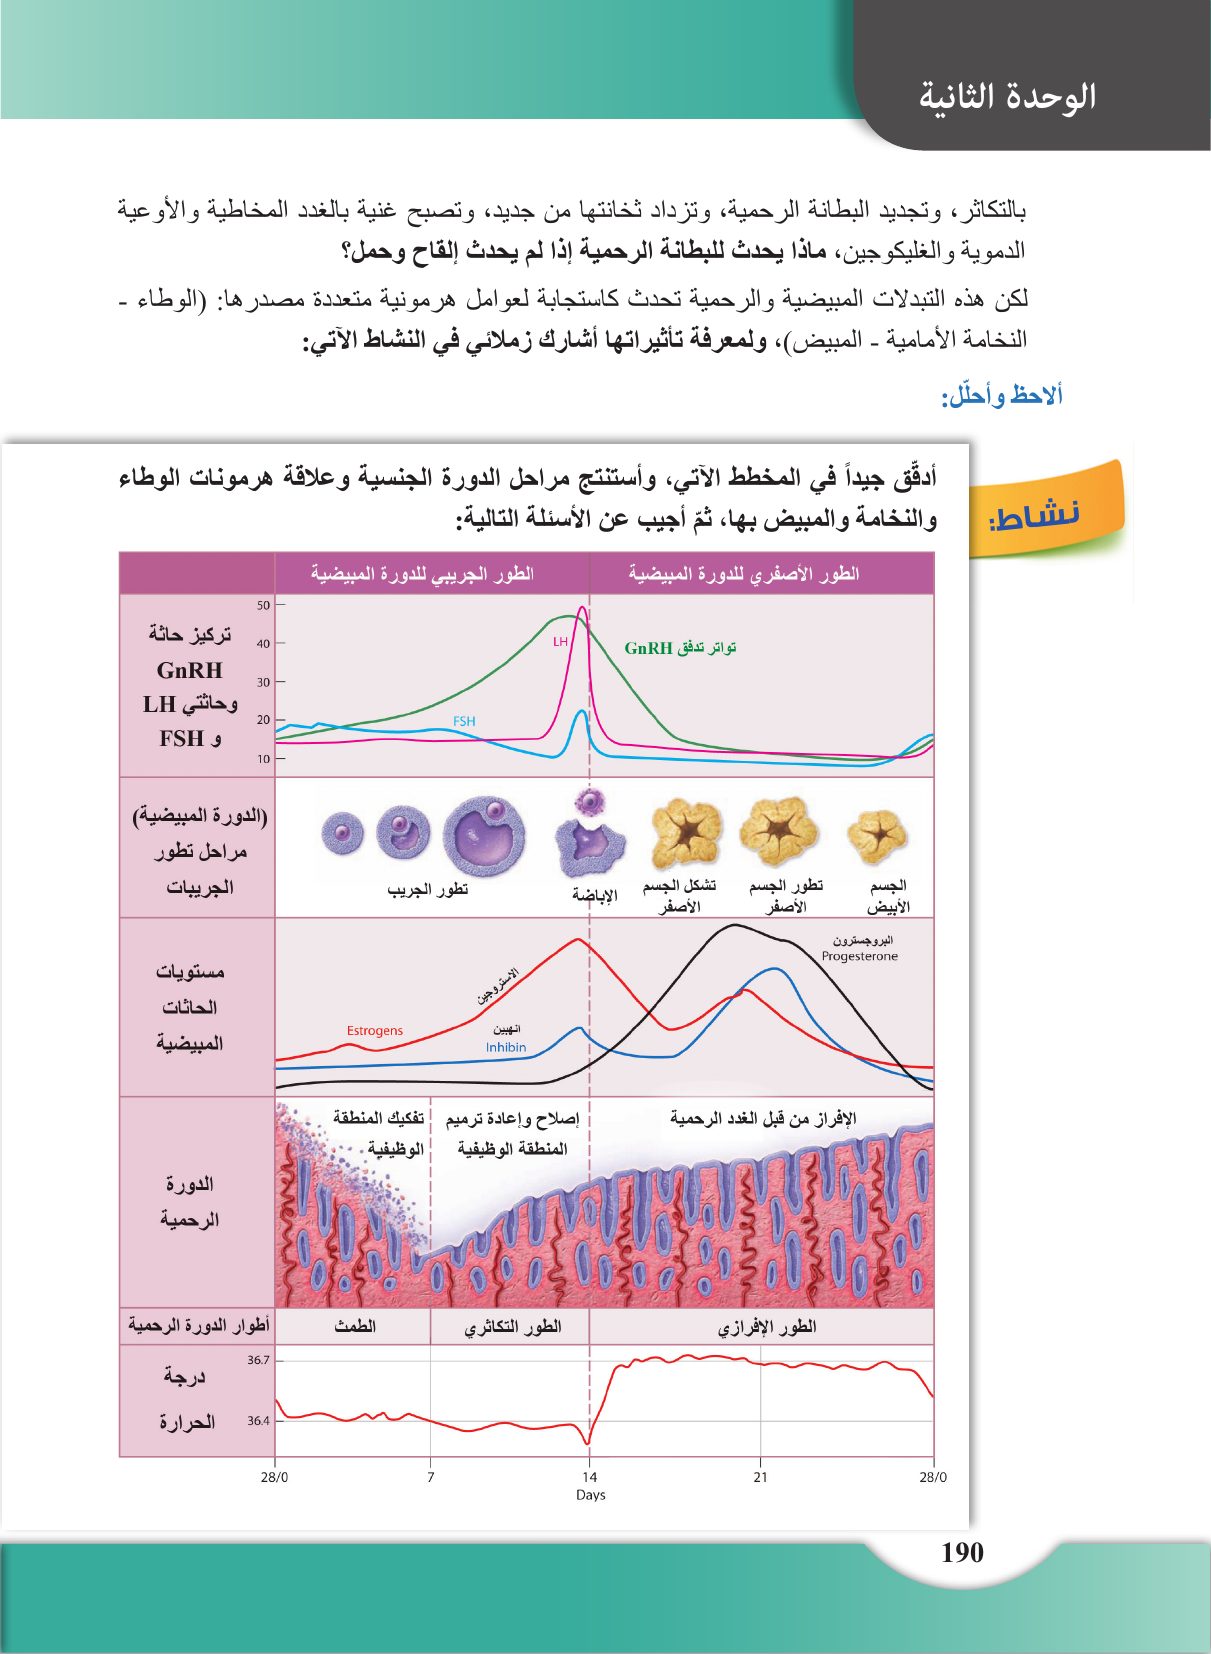 الوحدة الثانية
بالتكاثر، وتجديد البطانة الرحمية، وتزداد ثخانتها من جديد، وتصبح غنية بالغدد المخاطية والأوعية
الدموية والغليكوجين، ماذا يحدث للبطانة الرحمية إذا لم يحدث إلقاح وحمل؟
لكن هذه التبدلات المبيضية والرحمية تحدث كاستجابة لعوامل هرمونية متعددة مصدرها: (الوطاء -
النخامة الأمامية - المبيض)، ولمعرفة تأثيراتها أشارك زملائي في النشاط الآتي:
ألاحظ وأحلّل:
نشاط:
أدقّق جيداً في المخطط الآتي، وأستنتج مراحل الدورة الجنسية وعلاقة هرمونات الوطاء
والنخامة والمبيض بها، ثمّ أجيب عن الأسئلة التالية:
الطور الأصفري للدورة المبيضية
الطور الجريبي للدورة المبيضية
تركيز حاثة
GnRH
وحاثتي LH
و FSH
50
40
30
20
10
LH
FSH
تواتر تدفق GnRH
(الدورة المبيضية)
مراحل تطور
الجريبات
تطور الجريب
الإباضة
تشكل الجسم
الأصفر
تطور الجسم
الأصفر
الجسم
الأبيض
مستويات
الحاثات
المبيضية
الاستروجين
Estrogens
انهبين
Inhibin
البروجسترون
Progesterone
الدورة
الرحمية
تفكيك المنطقة
الوظيفية
إصلاح وإعادة ترميم
المنطقة الوظيفية
الإفراز من قبل الغدد الرحمية
أطوار الدورة الرحمية
الطمث
الطور التكاثري
الطور الإفرازي
درجة
الحرارة
36.7
36.4
28/0
7
14
21
28/0
Days
190